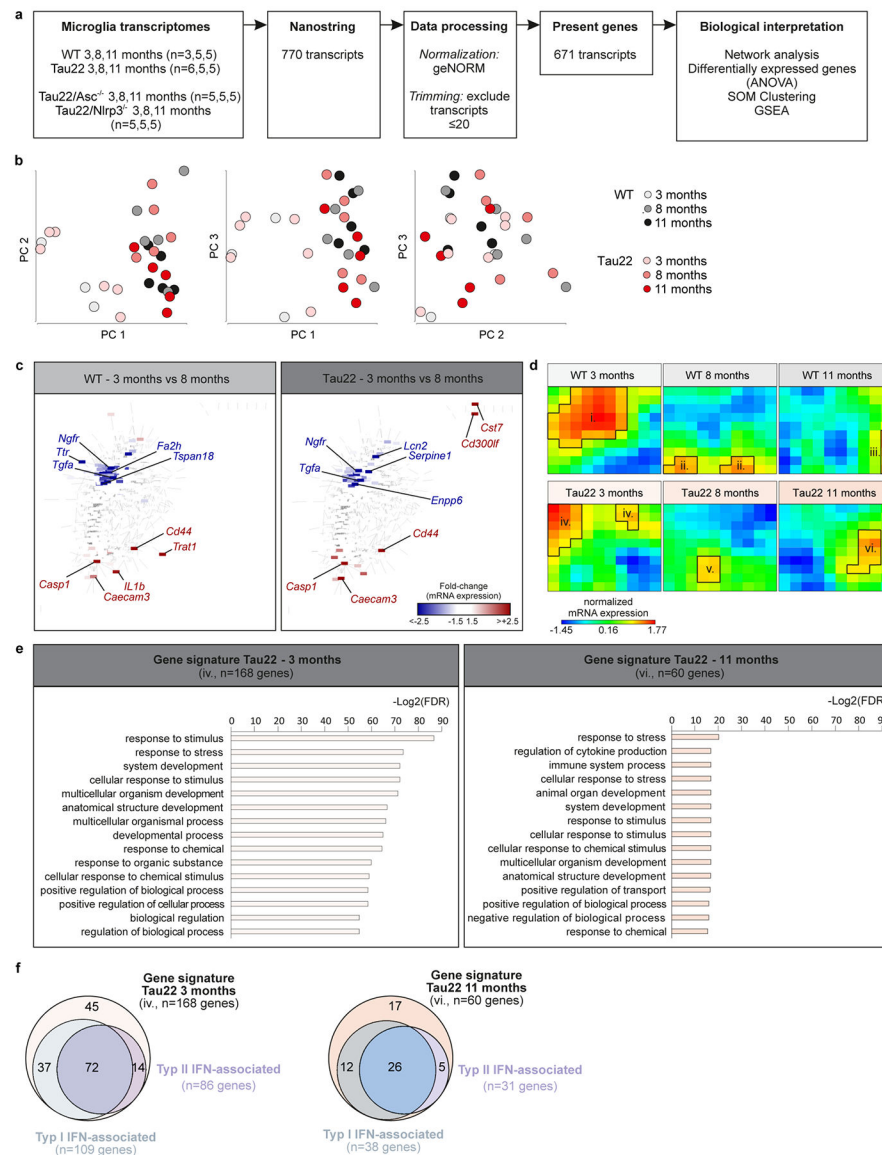 a
Microglia transcriptomes
WT 3,8,11 months (n=3,5,5)
Tau22 3,8,11 months (n=6,5,5)
Tau22/Asc-/- 3,8,11 months (n=5,5,5)
Tau22/Nlrp3-/- 3,8,11 months
(n=5,5,5)
Nanostring
770 transcripts
Data processing
Normalization:
geNORM
Trimming: exclude
transcripts
≤20
Present genes
671 transcripts
Biological interpretation
Network analysis
Differentially expressed genes
(ANOVA)
SOM Clustering
GSEA
b
PC 2
PC 1
PC 3
PC 1
PC 3
PC 2
WT
3 months
8 months
11 months
Tau22
3 months
8 months
11 months
c
WT - 3 months vs 8 months
Ngfr
Ttr
Tgfa
Fa2h
Tspan18
Cd44
Trat1
Casp1
IL1b
Caecam3
Tau22 - 3 months vs 8 months
Cst7
Cd300lf
Ngfr
Lcn2
Serpine1
Tgfa
Enpp6
Cd44
Casp1
Caecam3
Fold-change
(mRNA expression)
<-2.5 -1.5 1.5 >+2.5
d
WT 3 months
WT 8 months
WT 11 months
i.
ii.
ii.
iii.
Tau22 3 months
Tau22 8 months
Tau22 11 months
iv.
iv.
v.
vi.
normalized
mRNA expression
-1.45 0.16 1.77
e
Gene signature Tau22 - 3 months
(iv., n=168 genes)
-Log2(FDR)
0 10 20 30 40 50 60 70 80 90
response to stimulus
response to stress
system development
cellular response to stimulus
multicellular organism development
anatomical structure development
multicellular organismal process
developmental process
response to chemical
response to organic substance
cellular response to chemical stimulus
positive regulation of biological process
positive regulation of cellular process
biological regulation
regulation of biological process
Gene signature Tau22 - 11 months
(vi., n=60 genes)
-Log2(FDR)
0 10 20 30 40 50 60 70 80 90
response to stress
regulation of cytokine production
immune system process
cellular response to stress
animal organ development
system development
response to stimulus
cellular response to stimulus
cellular response to chemical stimulus
multicellular organism development
anatomical structure development
positive regulation of transport
positive regulation of biological process
negative regulation of biological process
response to chemical
f
Gene signature
Tau22 3 months
(iv., n=168 genes)
45
37
72
14
Typ II IFN-associated
(n=86 genes)
Typ I IFN-associated
(n=109 genes)
Gene signature
Tau22 11 months
(vi., n=60 genes)
17
12
26
5
Typ II IFN-associated
(n=31 genes)
Typ I IFN-associated
(n=38 genes)